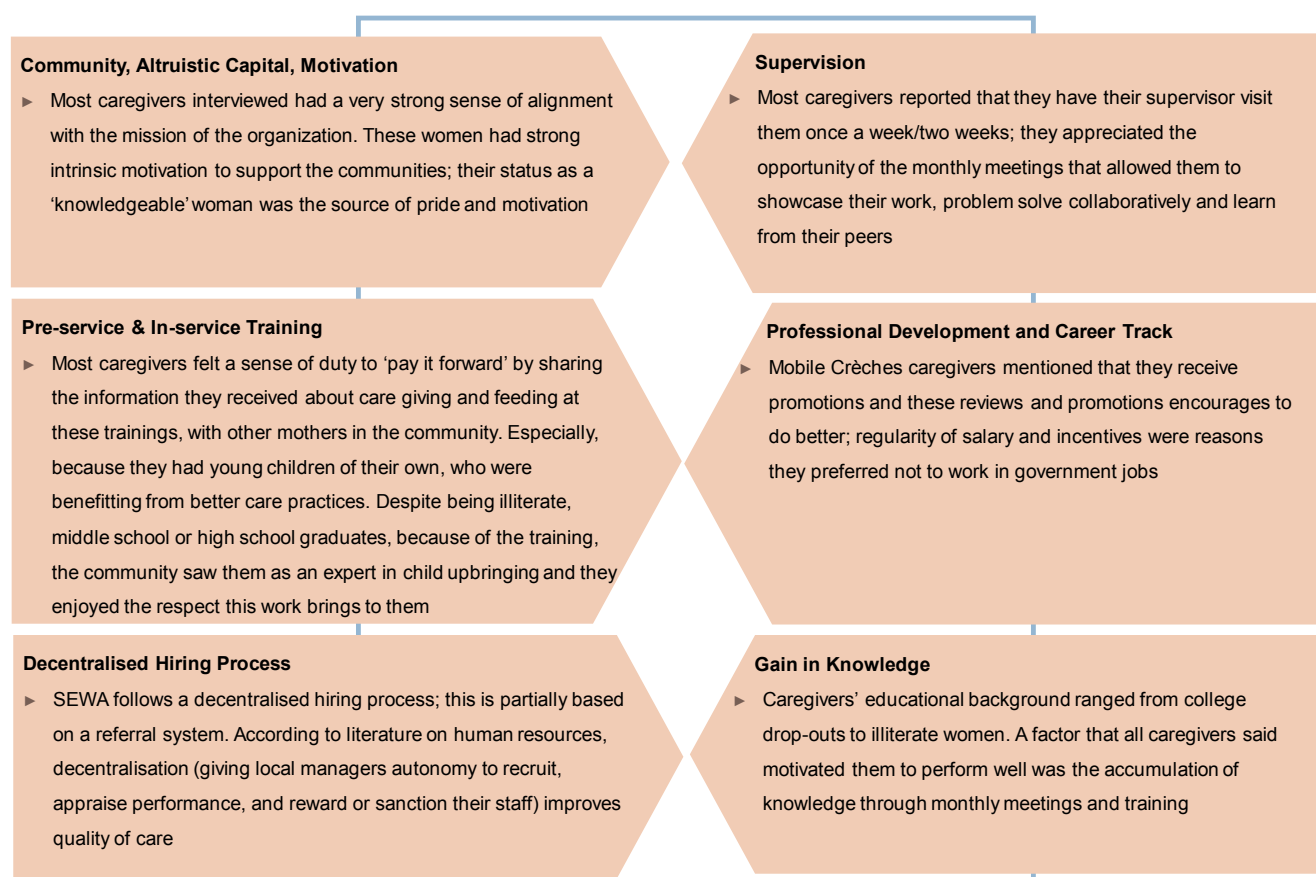 Community, Altruistic Capital, Motivation
► Most caregivers interviewed had a very strong sense of alignment
with the mission of the organization. These women had strong
intrinsic motivation to support the communities; their status as a
‘knowledgeable’ woman was the source of pride and motivation
Supervision
► Most caregivers reported that they have their supervisor visit
them once a week/two weeks; they appreciated the
opportunity of the monthly meetings that allowed them to
showcase their work, problem solve collaboratively and learn
from their peers
Pre-service & In-service Training
► Most caregivers felt a sense of duty to ‘pay it forward’ by sharing
the information they received about care giving and feeding at
these trainings, with other mothers in the community. Especially,
because they had young children of their own, who were
benefitting from better care practices. Despite being illiterate,
middle school or high school graduates, because of the training,
the community saw them as an expert in child upbringing and they
enjoyed the respect this work brings to them
Professional Development and Career Track
► Mobile Crèches caregivers mentioned that they receive
promotions and these reviews and promotions encourages to
do better; regularity of salary and incentives were reasons
they preferred not to work in government jobs
Decentralised Hiring Process
► SEWA follows a decentralised hiring process; this is partially based
on a referral system. According to literature on human resources,
decentralisation (giving local managers autonomy to recruit,
appraise performance, and reward or sanction their staff) improves
quality of care
Gain in Knowledge
► Caregivers’ educational background ranged from college
drop-outs to illiterate women. A factor that all caregivers said
motivated them to perform well was the accumulation of
knowledge through monthly meetings and training